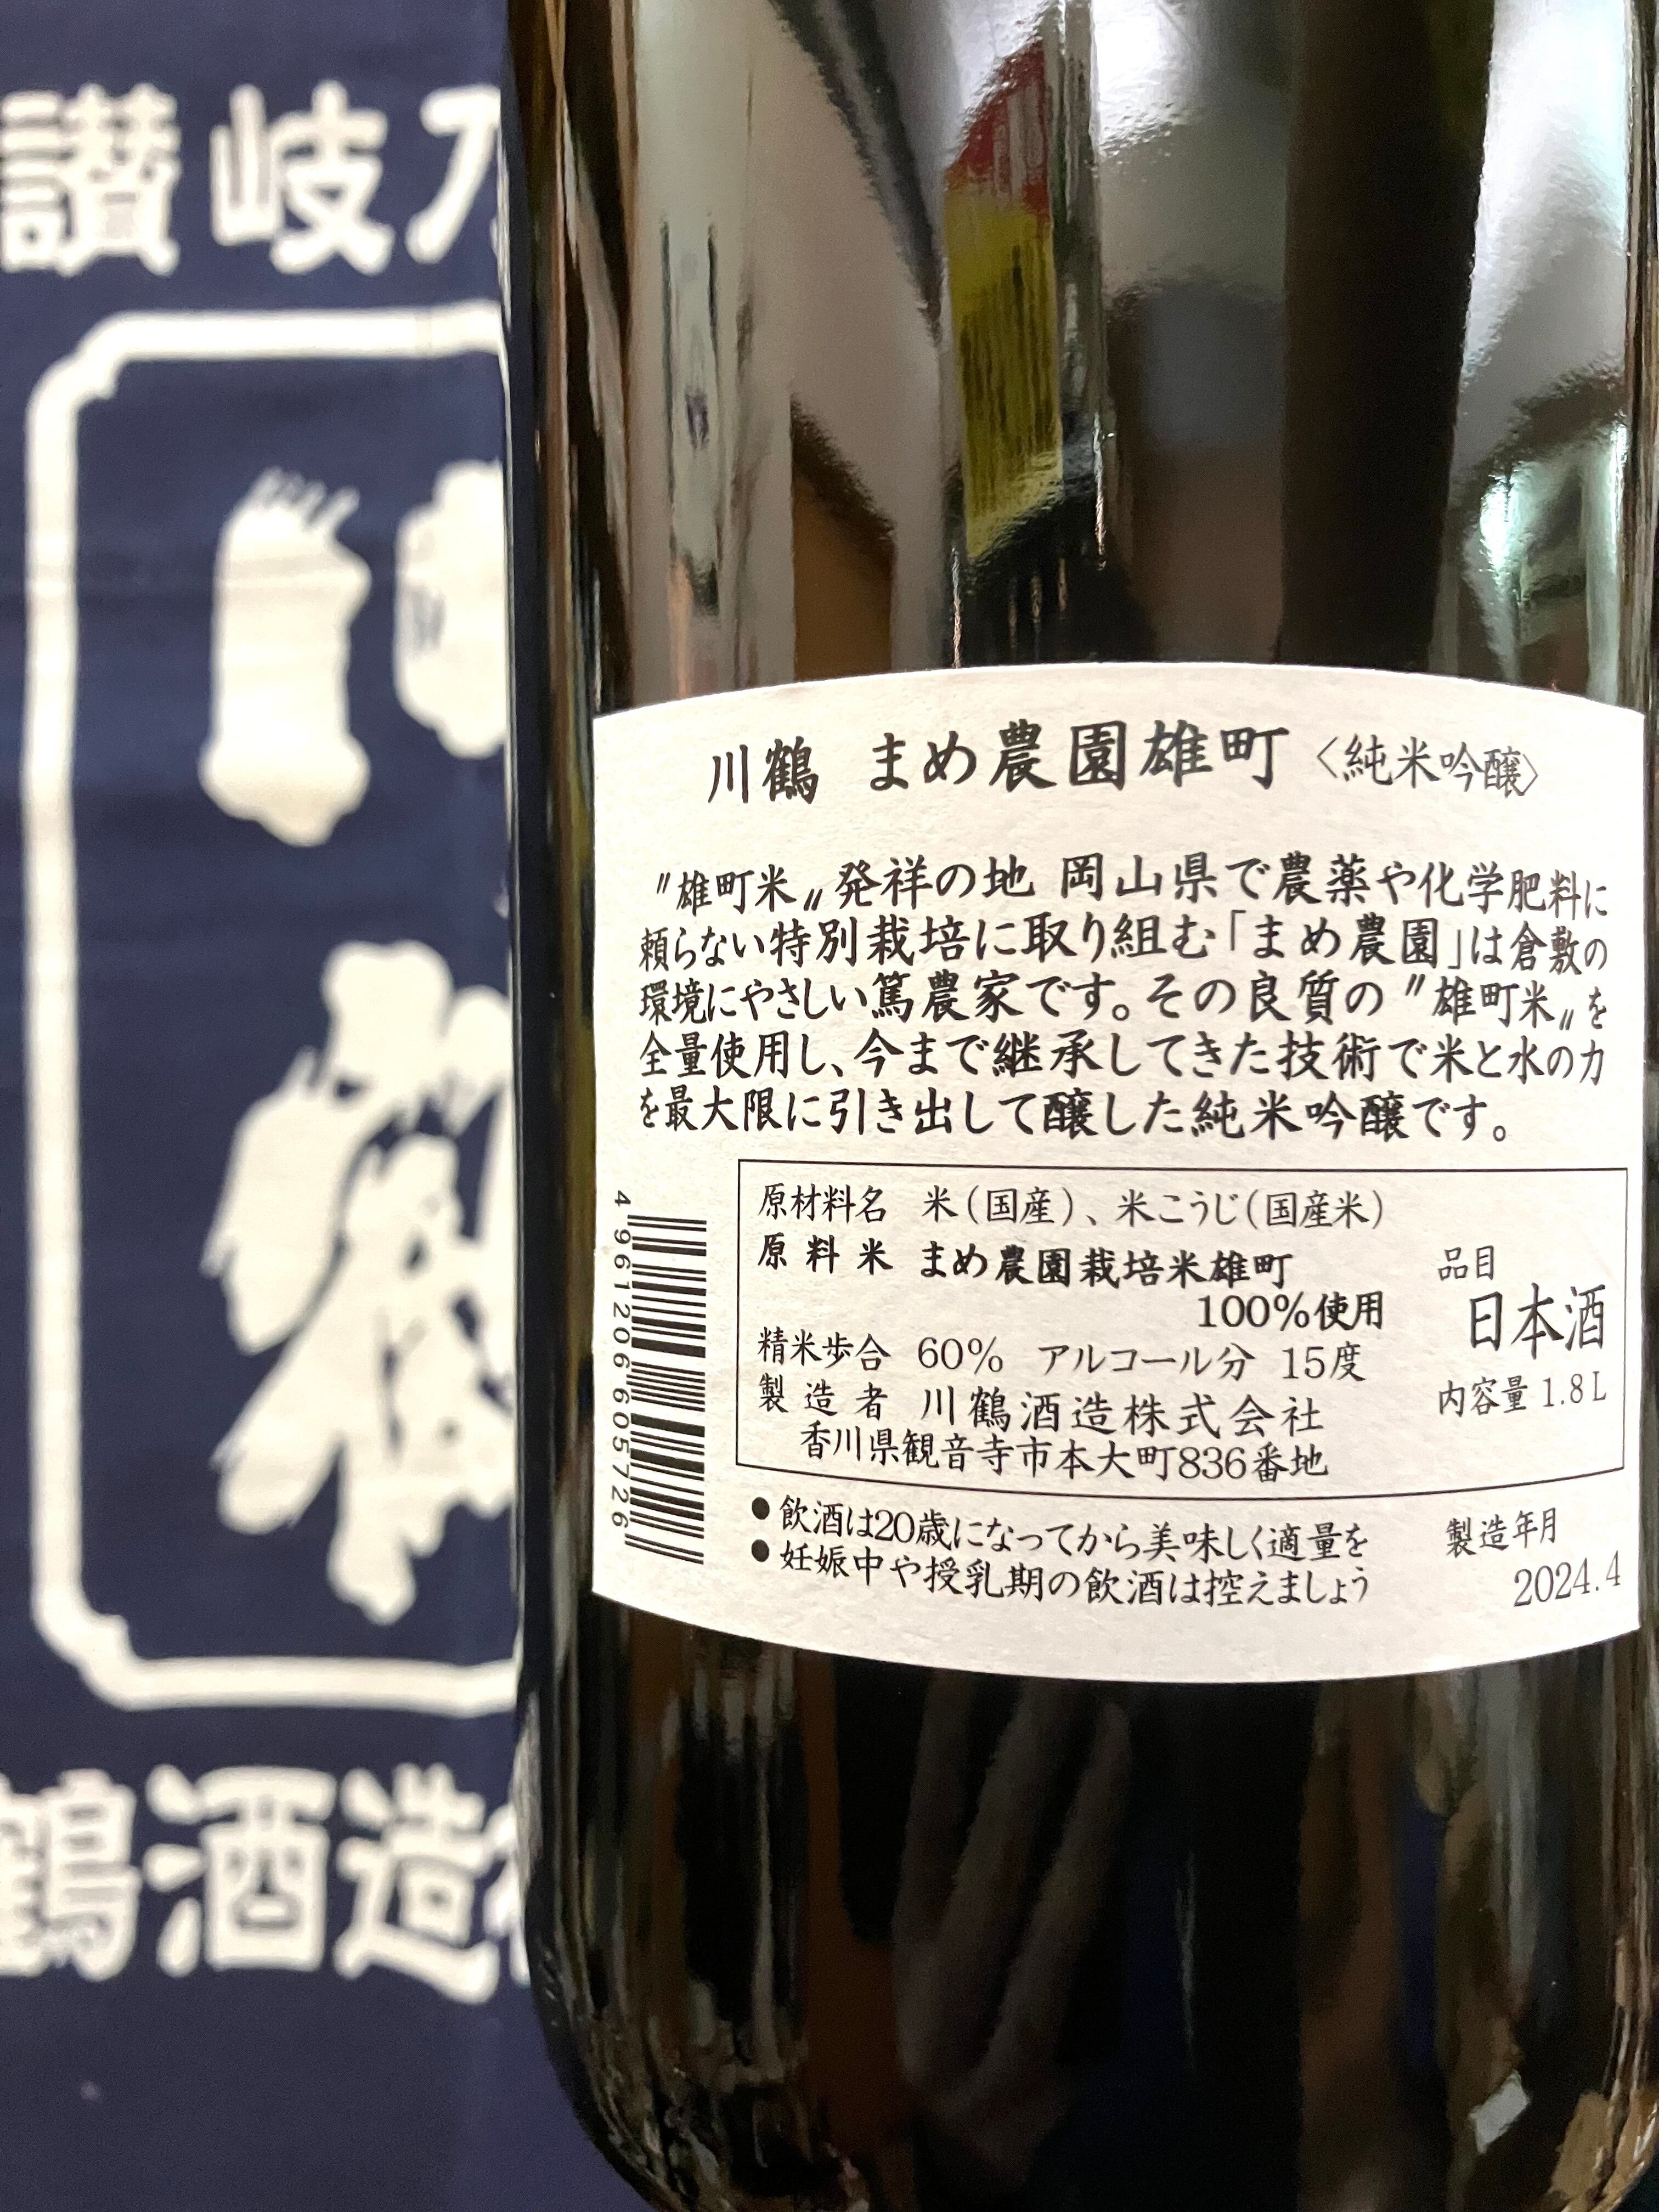 讃岐乃
鶴酒造
川鶴 まめ農園雄町〈純米吟醸〉
〝雄町米〟発祥の地 岡山県で農薬や化学肥料に
頼らない特別栽培に取り組む「まめ農園」は倉敷の
環境にやさしい篤農家です。その良質の〝雄町米〟を
全量使用し、今まで継承してきた技術で米と水の力
を最大限に引き出して醸した純米吟醸です。
原材料名 米(国産)、米こうじ(国産米)
原料米 まめ農園栽培米雄町
100%使用
精米歩合 60% アルコール分 15度
製造者 川鶴酒造株式会社
香川県観音寺市本大町836番地
品目
日本酒
内容量 1.8L
4961206605726
●飲酒は20歳になってから美味しく適量を
●妊娠中や授乳期の飲酒は控えましょう
製造年月
2024.4